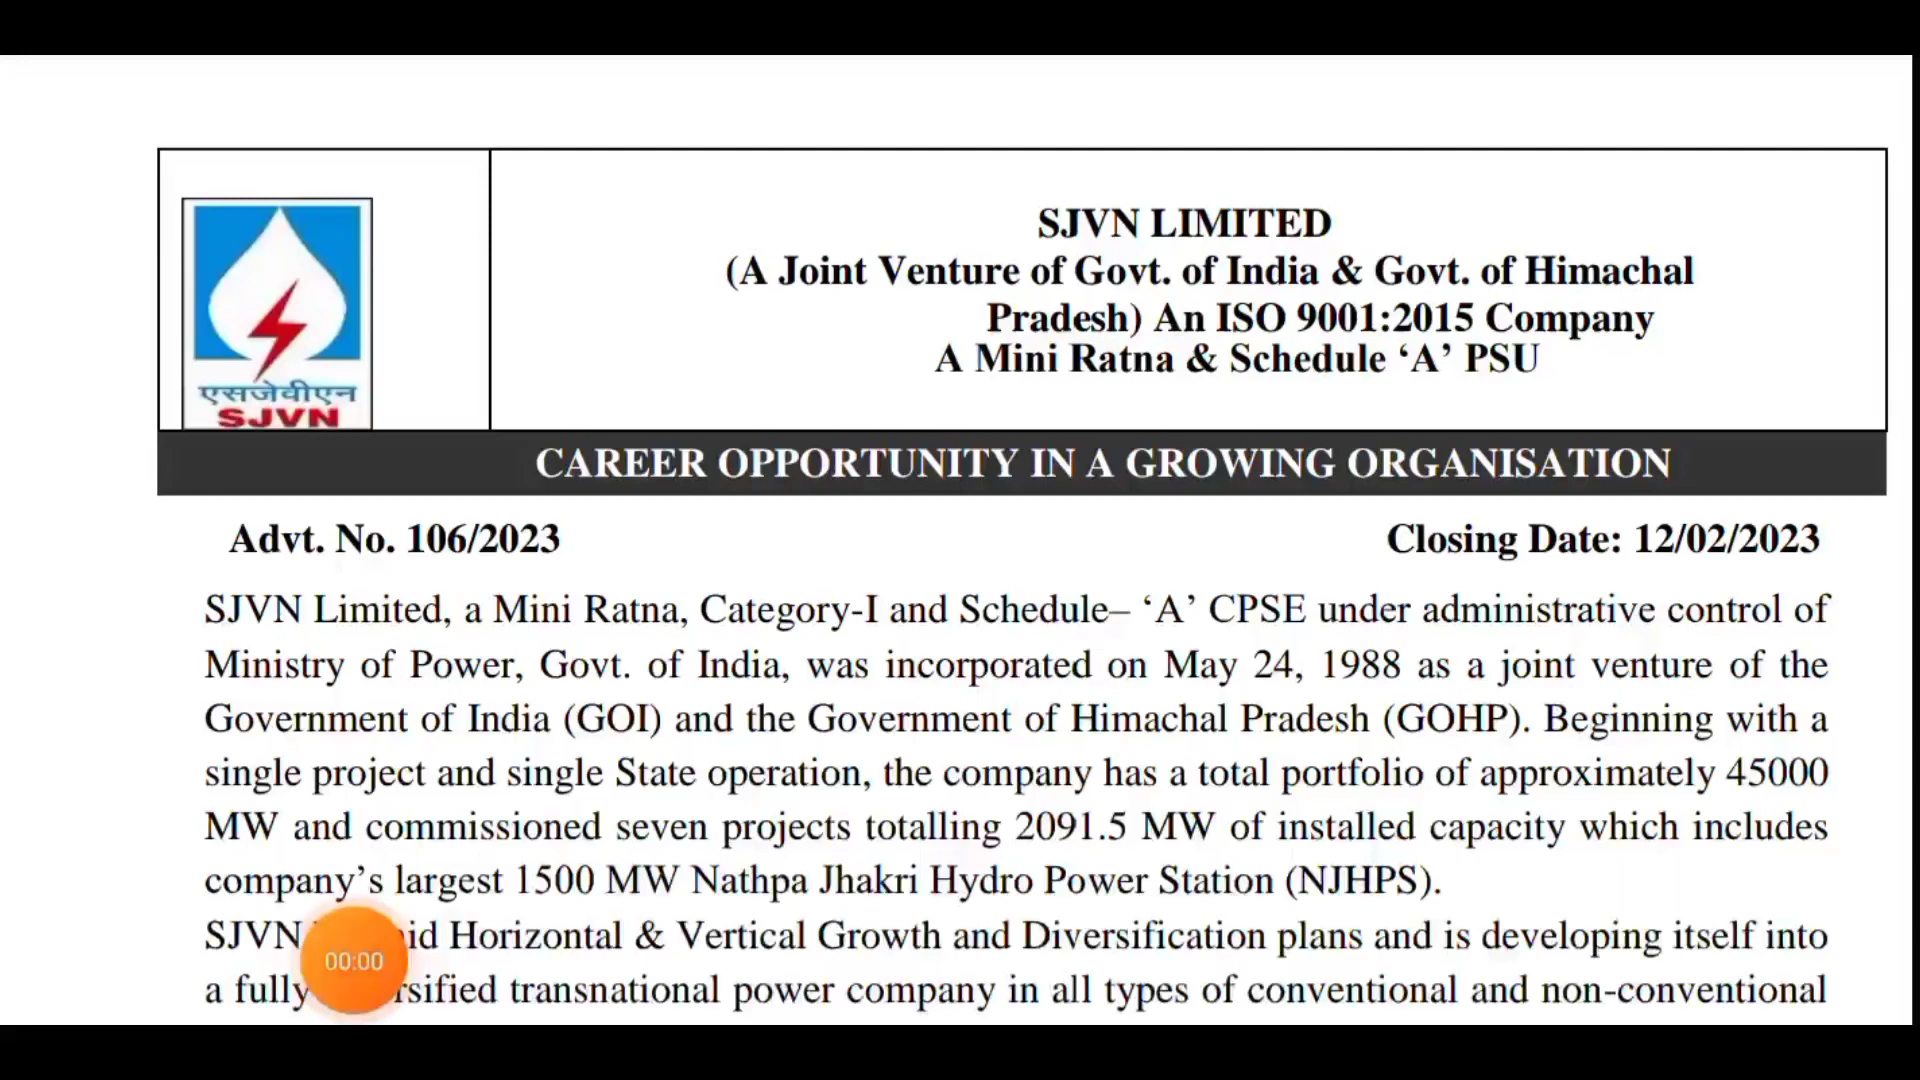 एसजेवीएन
SJVN
SJVN LIMITED
(A Joint Venture of Govt. of India & Govt. of Himachal
Pradesh) An ISO 9001:2015 Company
A Mini Ratna & Schedule ‘A’ PSU
CAREER OPPORTUNITY IN A GROWING ORGANISATION
Advt. No. 106/2023 Closing Date: 12/02/2023
SJVN Limited, a Mini Ratna, Category-I and Schedule– ‘A’ CPSE under administrative control of
Ministry of Power, Govt. of India, was incorporated on May 24, 1988 as a joint venture of the
Government of India (GOI) and the Government of Himachal Pradesh (GOHP). Beginning with a
single project and single State operation, the company has a total portfolio of approximately 45000
MW and commissioned seven projects totalling 2091.5 MW of installed capacity which includes
company’s largest 1500 MW Nathpa Jhakri Hydro Power Station (NJHPS).
SJVN Horizontal & Vertical Growth and Diversification plans and is developing itself into
a fully transnational power company in all types of conventional and non-conventional
00:00